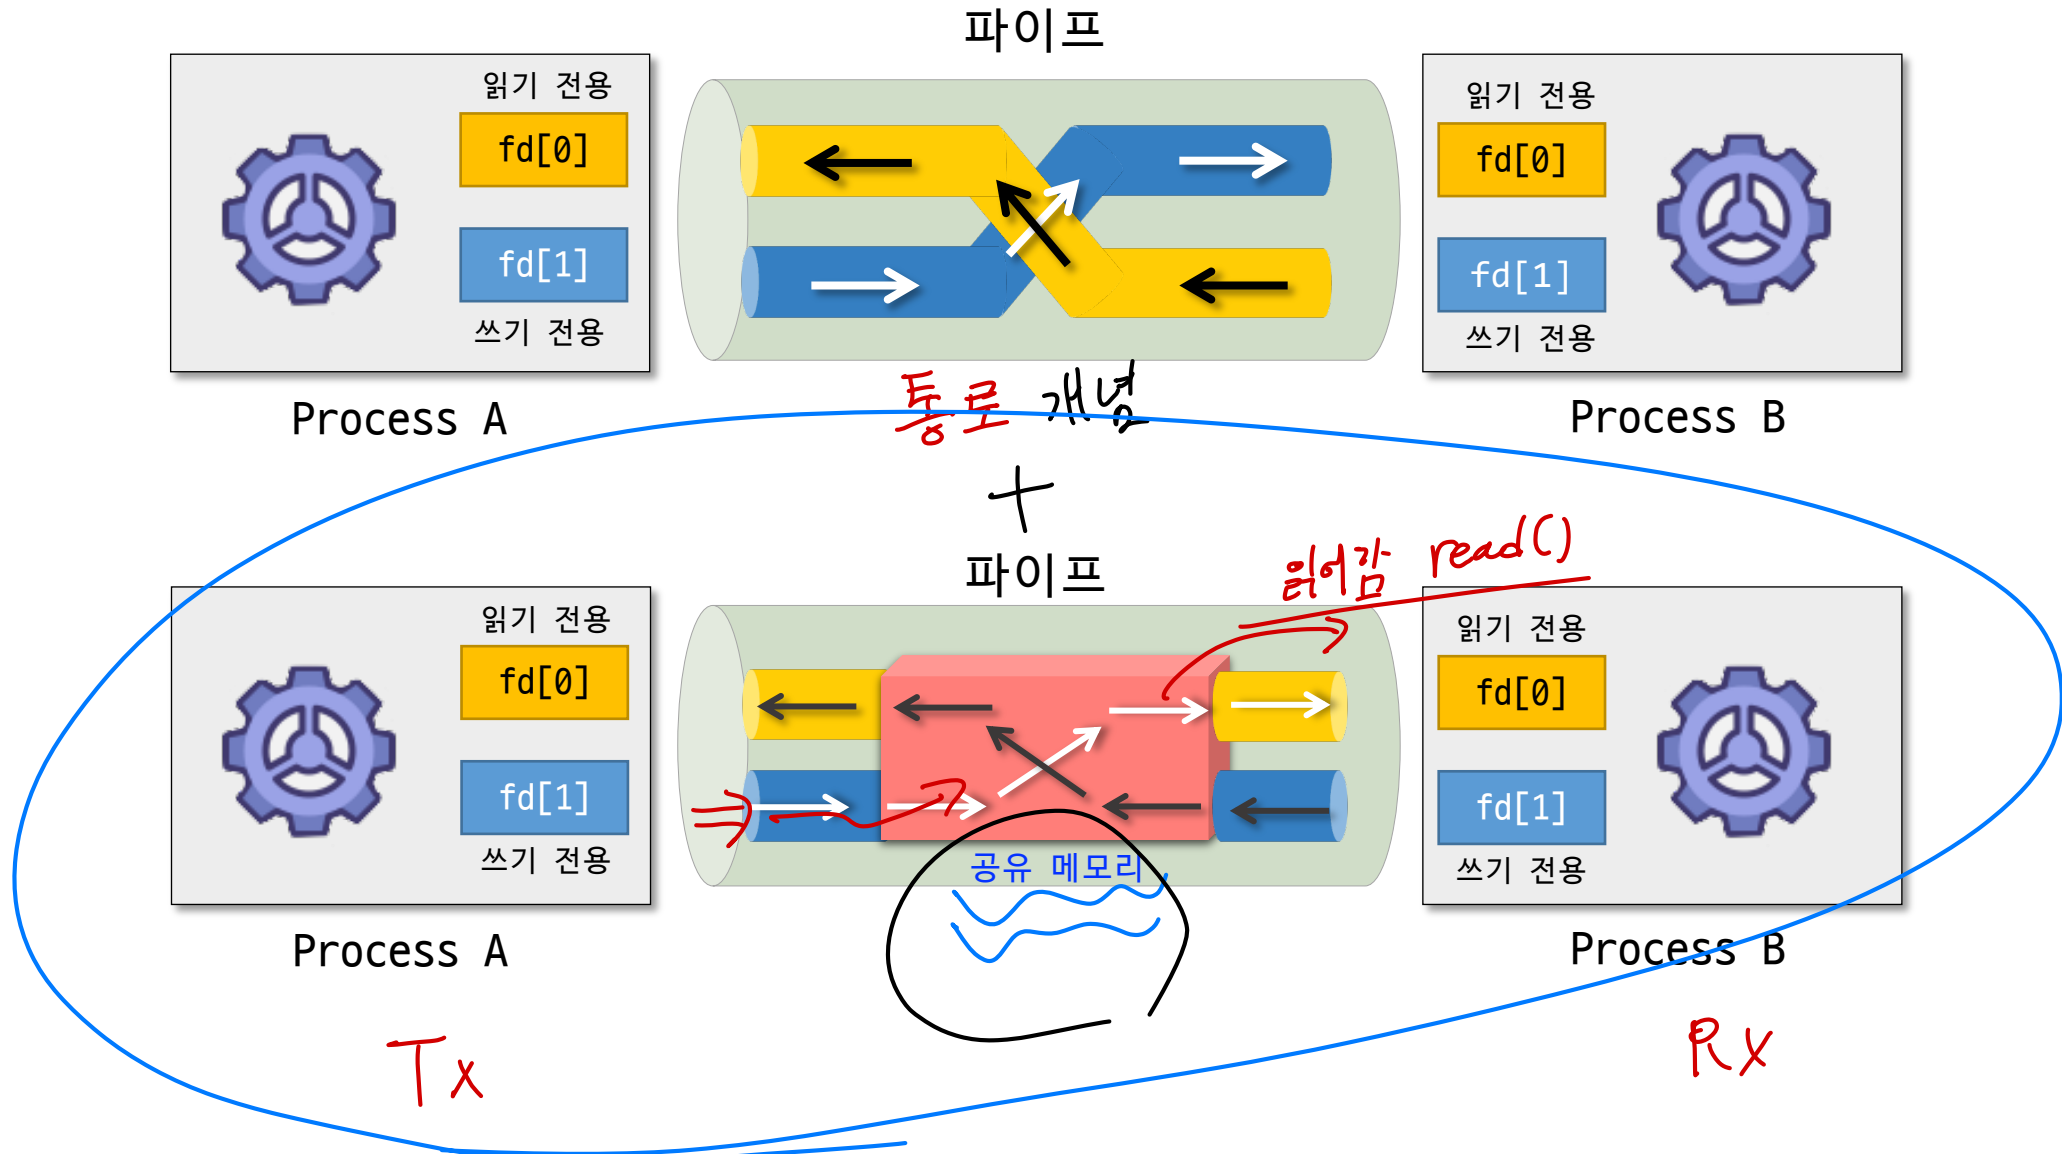 파이프
읽기 전용
fd[0]
fd[1]
쓰기 전용
Process A
읽기 전용
fd[0]
fd[1]
쓰기 전용
Process B
통로 개념
+
파이프
읽어감 read()
읽기 전용
fd[0]
fd[1]
쓰기 전용
Process A
공유 메모리
읽기 전용
fd[0]
fd[1]
쓰기 전용
Process B
Tx
Rx